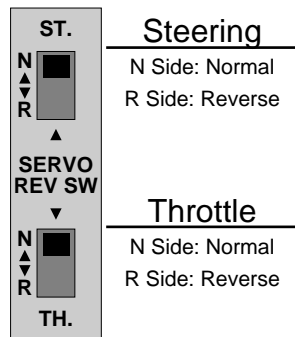 ST.
N
R
SERVO
REV SW
N
R
TH.
Steering
N Side: Normal
R Side: Reverse
Throttle
N Side: Normal
R Side: Reverse